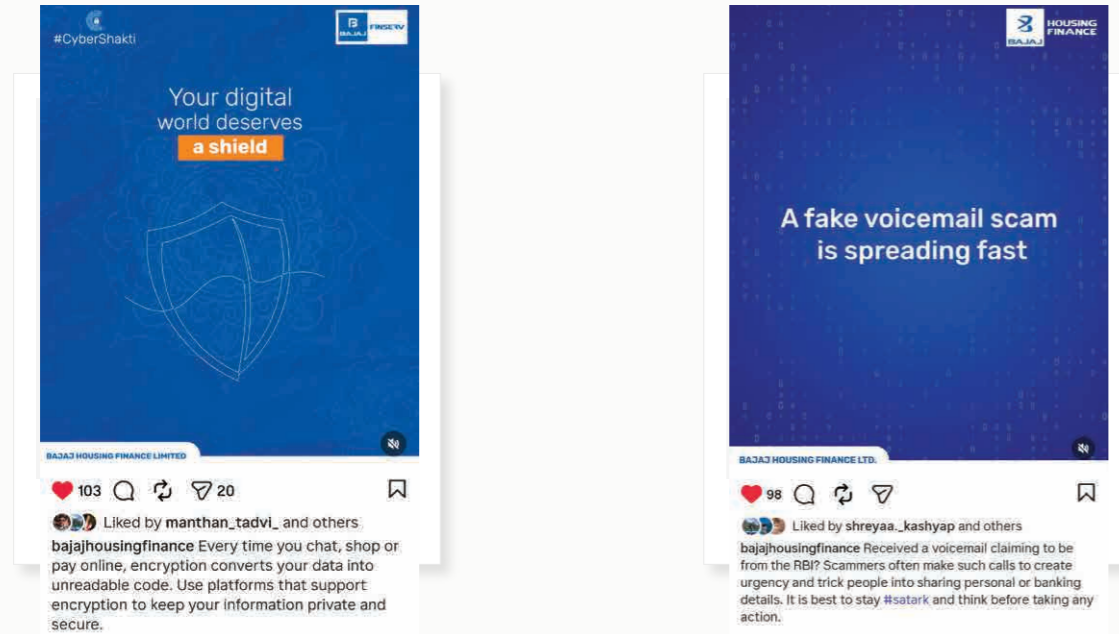 #CyberShakti
B
BAJAJ
FINSERV
Your digital
world deserves
a shield
BAJAJ HOUSING FINANCE LIMITED
103
20
Liked by manthan_tadvi_ and others
bajajhousingfinance Every time you chat, shop or
pay online, encryption converts your data into
unreadable code. Use platforms that support
encryption to keep your information private and
secure.
BAJAJ
HOUSING
FINANCE
A fake voicemail scam
is spreading fast
BAJAJ HOUSING FINANCE LTD.
98
Liked by shreyaa._kashyap and others
bajajhousingfinance Received a voicemail claiming to be
from the RBI? Scammers often make such calls to create
urgency and trick people into sharing personal or banking
details. It is best to stay #satark and think before taking any
action.